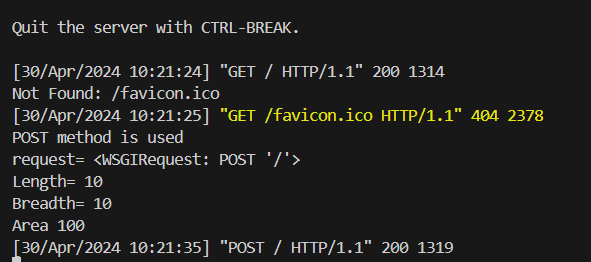 Quit the server with CTRL-BREAK.
[30/Apr/2024 10:21:24] "GET / HTTP/1.1" 200 1314
Not Found: /favicon.ico
[30/Apr/2024 10:21:25] "GET /favicon.ico HTTP/1.1" 404 2378
POST method is used
request= <WSGIRequest: POST '/'>
Length= 10
Breadth= 10
Area 100
[30/Apr/2024 10:21:35] "POST / HTTP/1.1" 200 1319